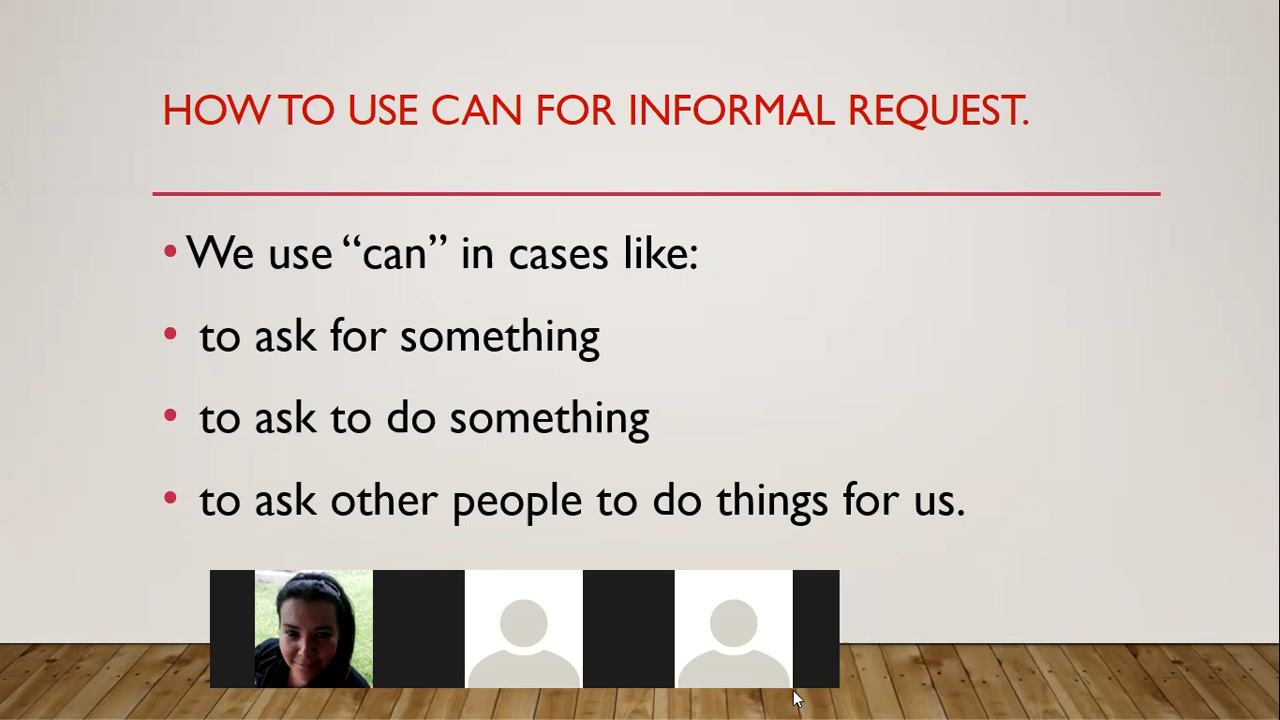 HOW TO USE CAN FOR INFORMAL REQUEST.
• We use “can” in cases like:
• to ask for something
• to ask to do something
• to ask other people to do things for us.